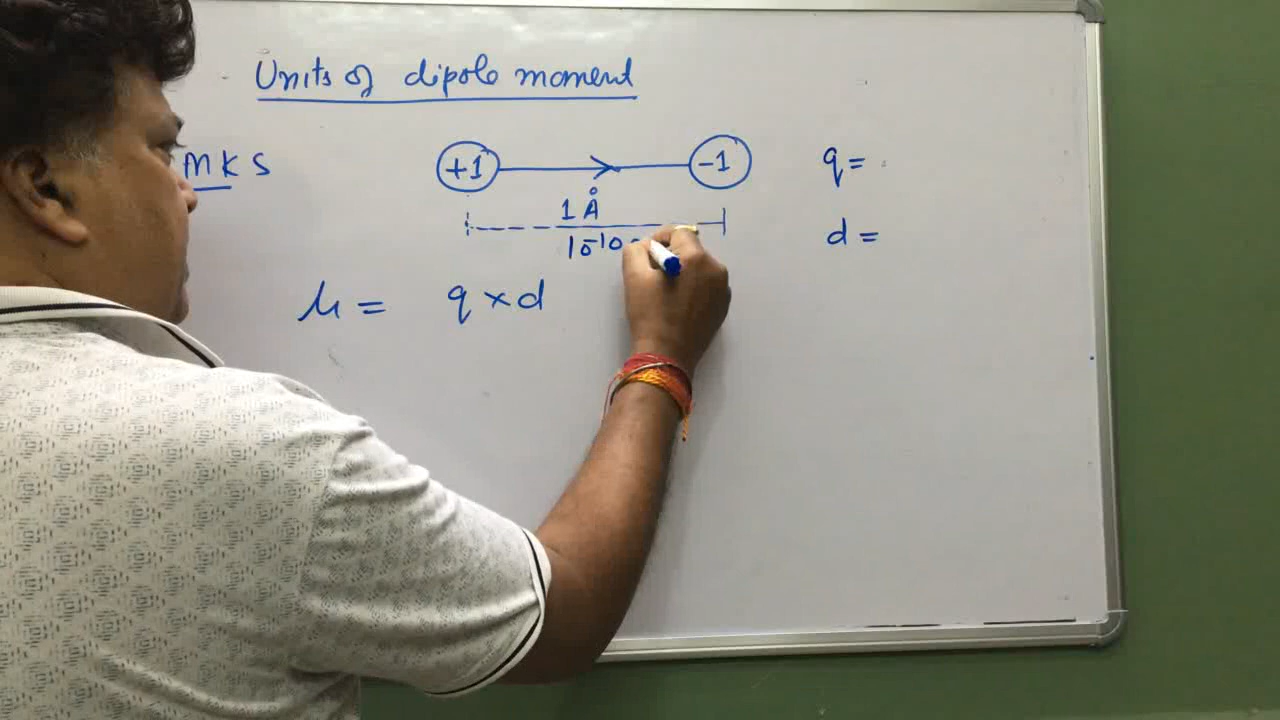 Units of dipole moment
MKS
+1 -1
q =
1 Å
10-10
d =
μ = q × d